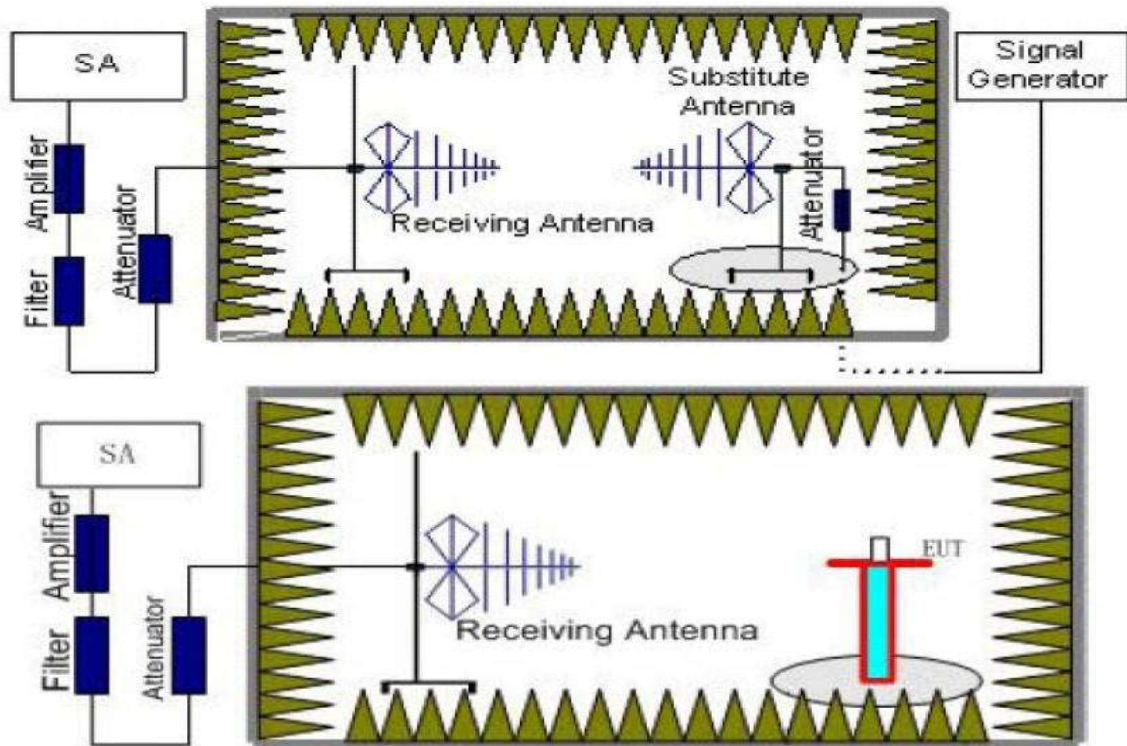 SA
Signal
Generator
Substitute
Antenna
Amplifier
Filter
Attenuator
Attenuator
Receiving Antenna
SA
Amplifier
Filter
Attenuator
EUT
Receiving Antenna